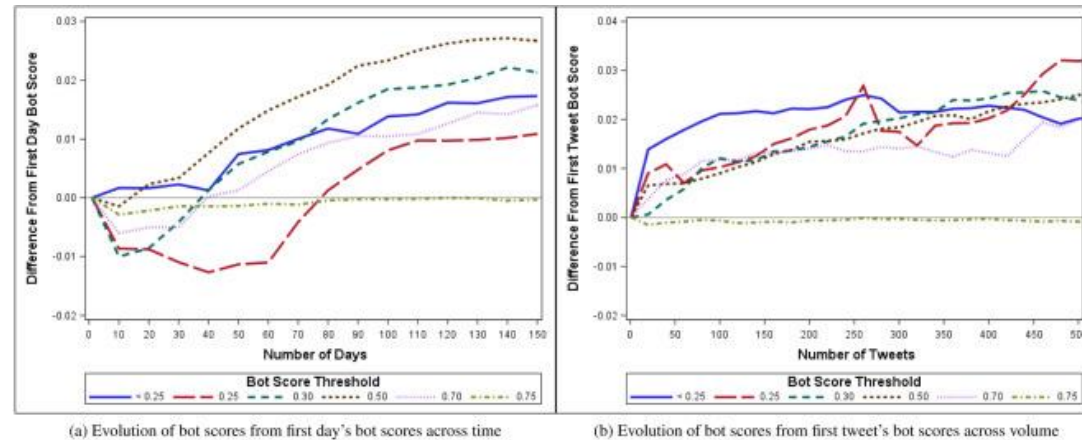 0.03
0.02
0.01
0.00
-0.01
-0.02
Difference From First Day Bot Score
0 10 20 30 40 50 60 70 80 90 100 110 120 130 140 150
Number of Days
Bot Score Threshold
< 0.25 0.25 0.30 0.50 0.70 0.75
(a) Evolution of bot scores from first day's bot scores across time
0.04
0.03
0.02
0.01
0.00
-0.01
-0.02
Difference From First Tweet Bot Score
0 50 100 150 200 250 300 350 400 450 500
Number of Tweets
Bot Score Threshold
< 0.25 0.25 0.30 0.50 0.70 0.75
(b) Evolution of bot scores from first tweet's bot scores across volume